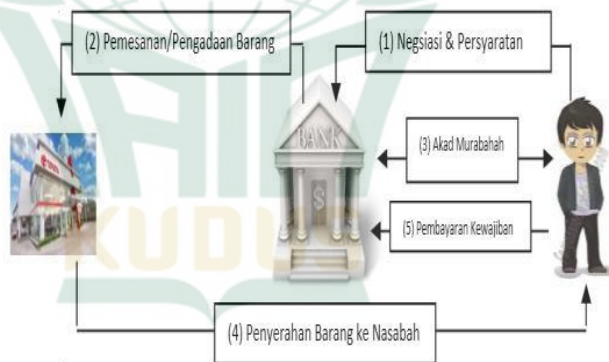 (2) Pemesanan/Pengadaan Barang
(1) Negsiasi & Persyaratan
BANK
$
(3) Akad Murabahah
TOYOTA
(5) Pembayaran Kewajiban
KUDUS
(4) Penyerahan Barang ke Nasabah